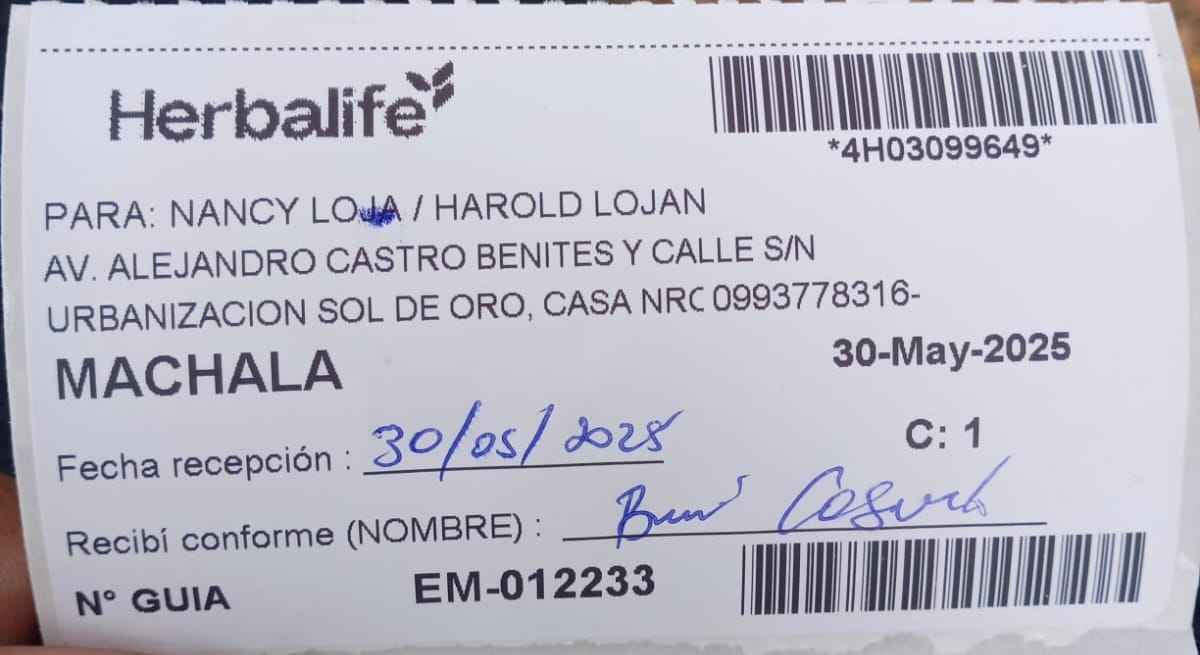 Herbalife
*4H03099649*
PARA: NANCY LOJA / HAROLD LOJAN
AV. ALEJANDRO CASTRO BENITES Y CALLE S/N
URBANIZACION SOL DE ORO, CASA NRO 0993778316-
MACHALA
30-May-2025
Fecha recepción : 30/05/2025
C: 1
Recibí conforme (NOMBRE) :
Nº GUIA EM-012233